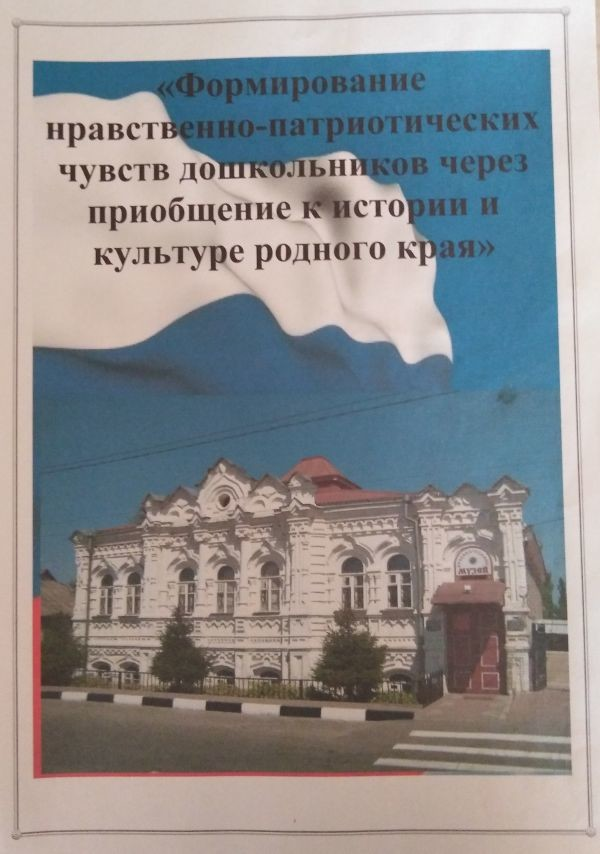 «Формирование
нравственно-патриотических
чувств дошкольников через
приобщение к истории и
культуре родного края»
МУЗЕЙ